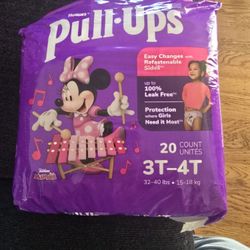 HUGGIES
Pull-Ups
Easy Changes with
Refastenable
Sides
up to
100%
Leak Free
Protection
where Girls
Need it Most
20 COUNT
UNITÉS
3T–4T
32-40 lbs • 15-18 kg